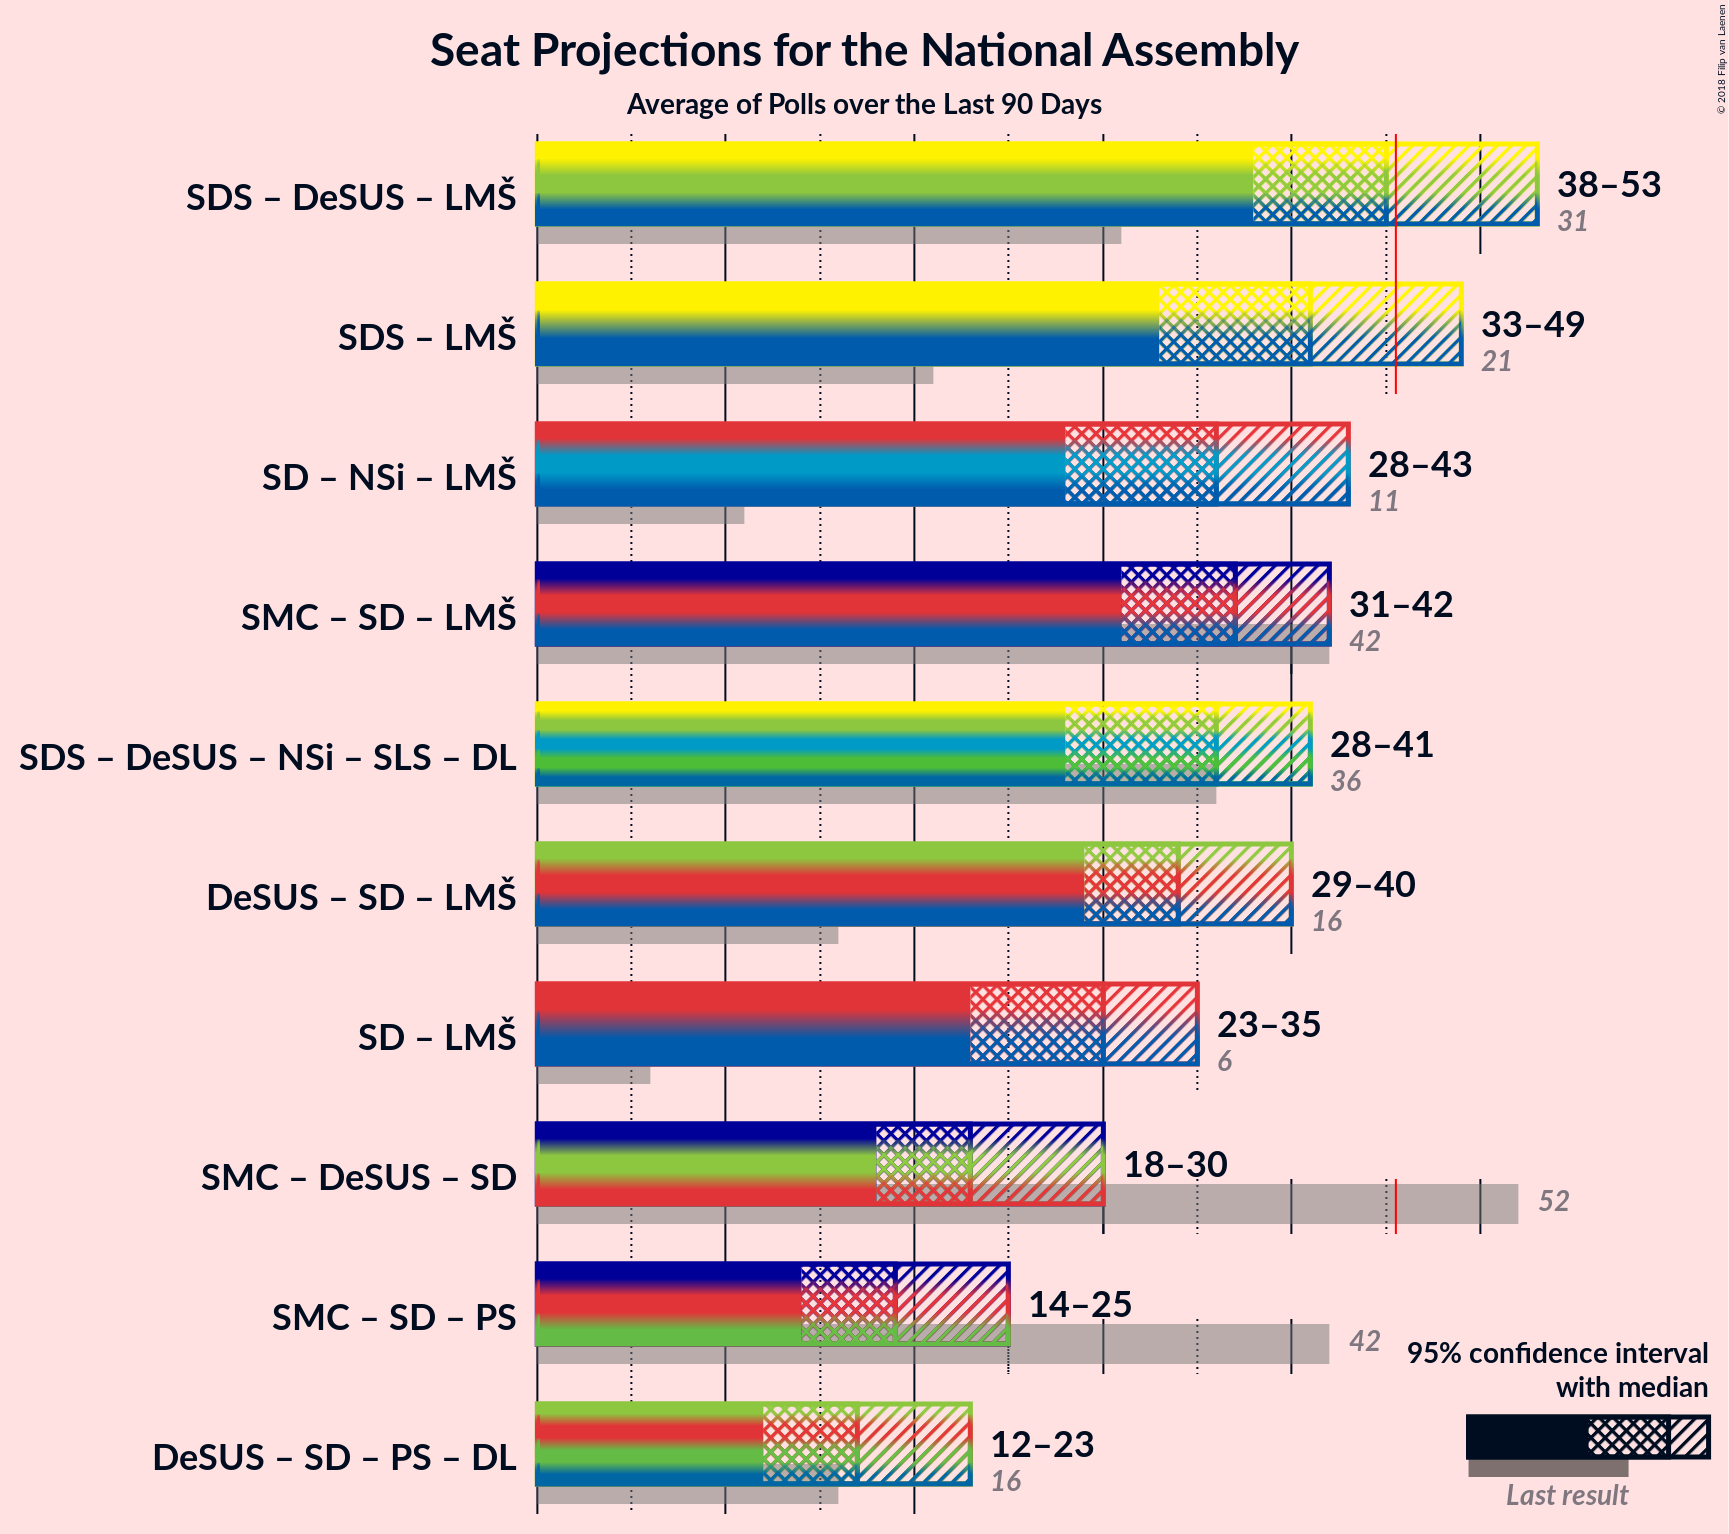 Seat Projections for the National Assembly
Average of Polls over the Last 90 Days
© 2018 Filip van Laenen
SDS – DeSUS – LMŠ
38–53
31
SDS – LMŠ
33–49
21
SD – NSi – LMŠ
28–43
11
SMC – SD – LMŠ
31–42
42
SDS – DeSUS – NSi – SLS – DL
28–41
36
DeSUS – SD – LMŠ
29–40
16
SD – LMŠ
23–35
6
SMC – DeSUS – SD
18–30
52
SMC – SD – PS
14–25
42
DeSUS – SD – PS – DL
12–23
16
95% confidence interval
with median
Last result